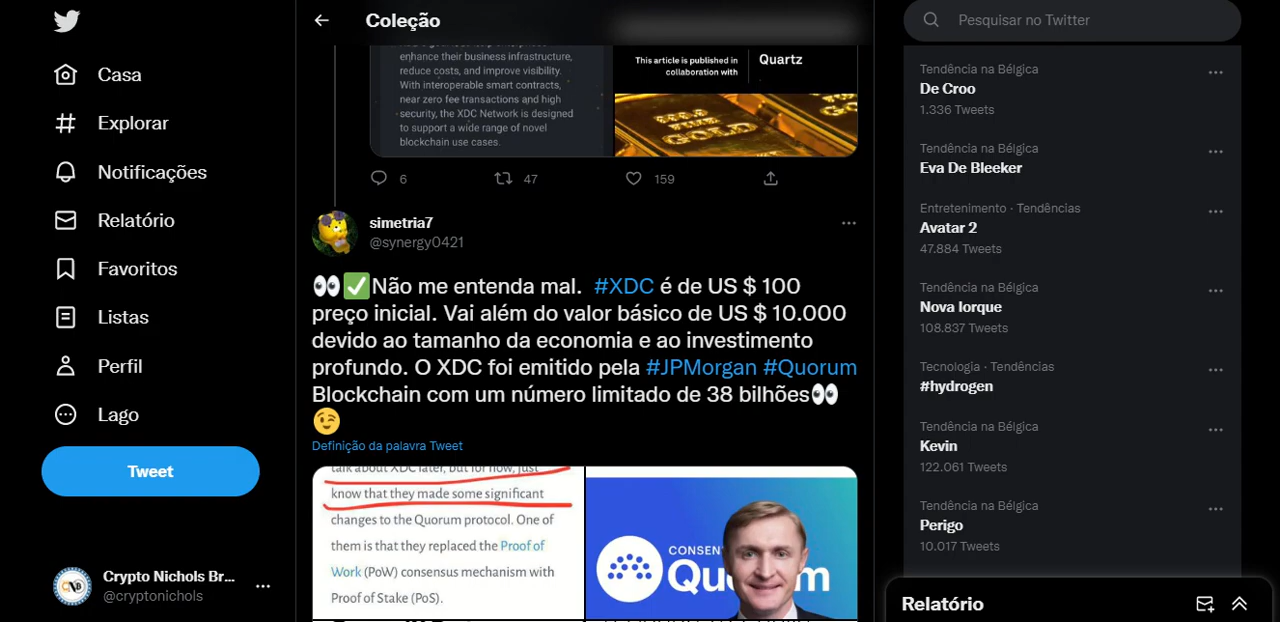 Casa
Explorar
Notificações
Relatório
Favoritos
Listas
Perfil
Lago
Tweet
Crypto Nichols Br...
@cryptonichols
Coleção
enhance their business infrastructure,
reduce costs, and improve visibility.
With interoperable smart contracts,
near zero fee transactions and high
security, the XDC Network is designed
to support a wide range of novel
blockchain use cases.
This article is published in
collaboration with
Quartz
GOLD
6
47
159
simetria7
@synergy0421
👀✅Não me entenda mal. #XDC é de US $ 100
preço inicial. Vai além do valor básico de US $ 10.000
devido ao tamanho da economia e ao investimento
profundo. O XDC foi emitido pela #JPMorgan #Quorum
Blockchain com um número limitado de 38 bilhões👀
😉
Definição da palavra Tweet
talk about XDC later, but for now, just
know that they made some significant
changes to the Quorum protocol. One of
them is that they replaced the Proof of
Work (PoW) consensus mechanism with
Proof of Stake (PoS).
CONSEN
Qu m
Pesquisar no Twitter
Tendência na Bélgica
De Croo
1.336 Tweets
Tendência na Bélgica
Eva De Bleeker
Entretenimento · Tendências
Avatar 2
47.884 Tweets
Tendência na Bélgica
Nova Iorque
108.837 Tweets
Tecnologia · Tendências
#hydrogen
Tendência na Bélgica
Kevin
122.061 Tweets
Tendência na Bélgica
Perigo
10.017 Tweets
Relatório